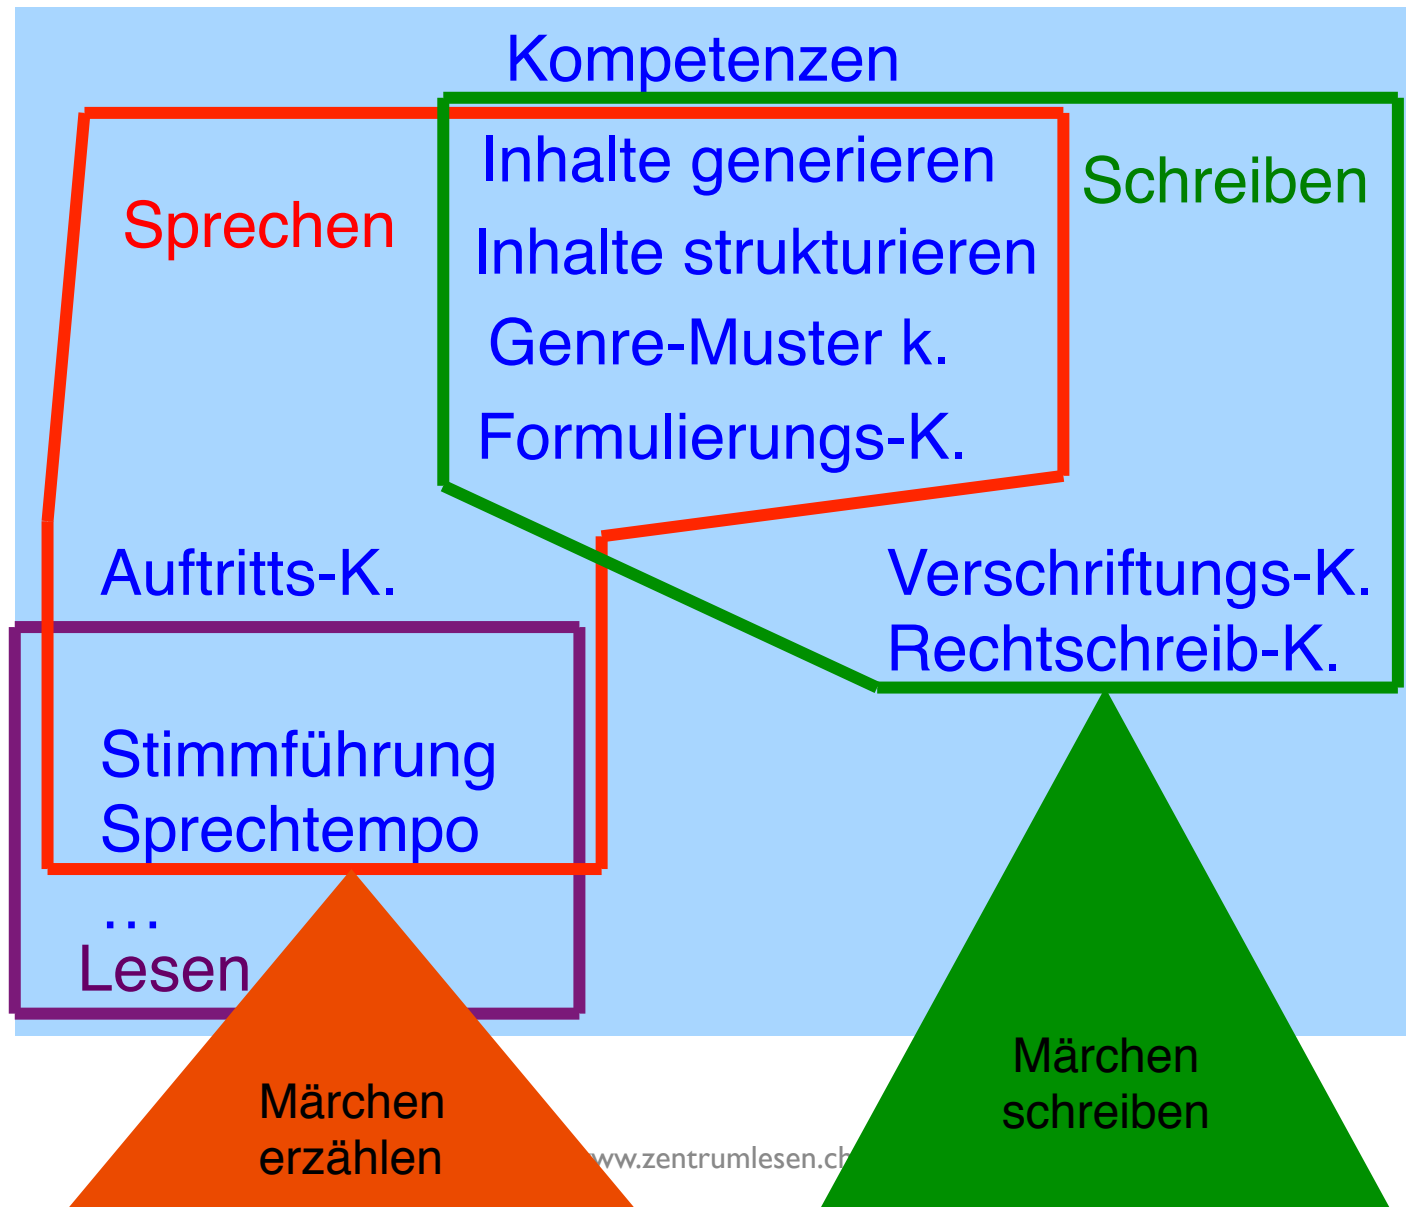 Kompetenzen
Inhalte generieren
Schreiben
Sprechen
Inhalte strukturieren
Genre-Muster k.
Formulierungs-K.
Auftritts-K.
Verschriftungs-K.
Rechtschreib-K.
Stimmführung
Sprechtempo
…
Lesen
Märchen
erzählen
Märchen
schreiben
ww.zentrumlesen.ch